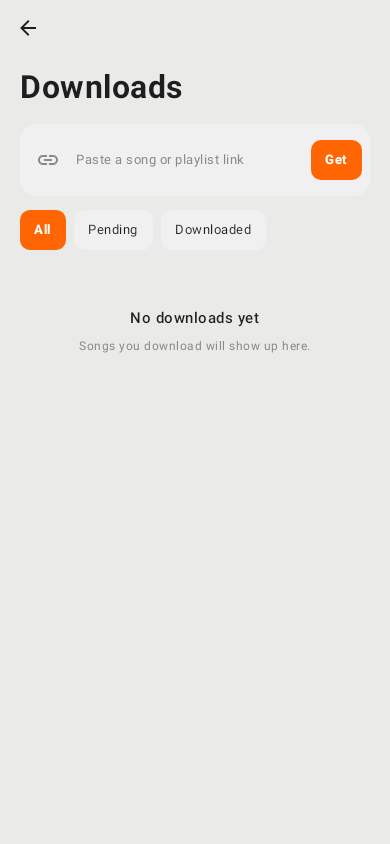 Downloads
Paste a song or playlist link
Get
All
Pending
Downloaded
No downloads yet
Songs you download will show up here.